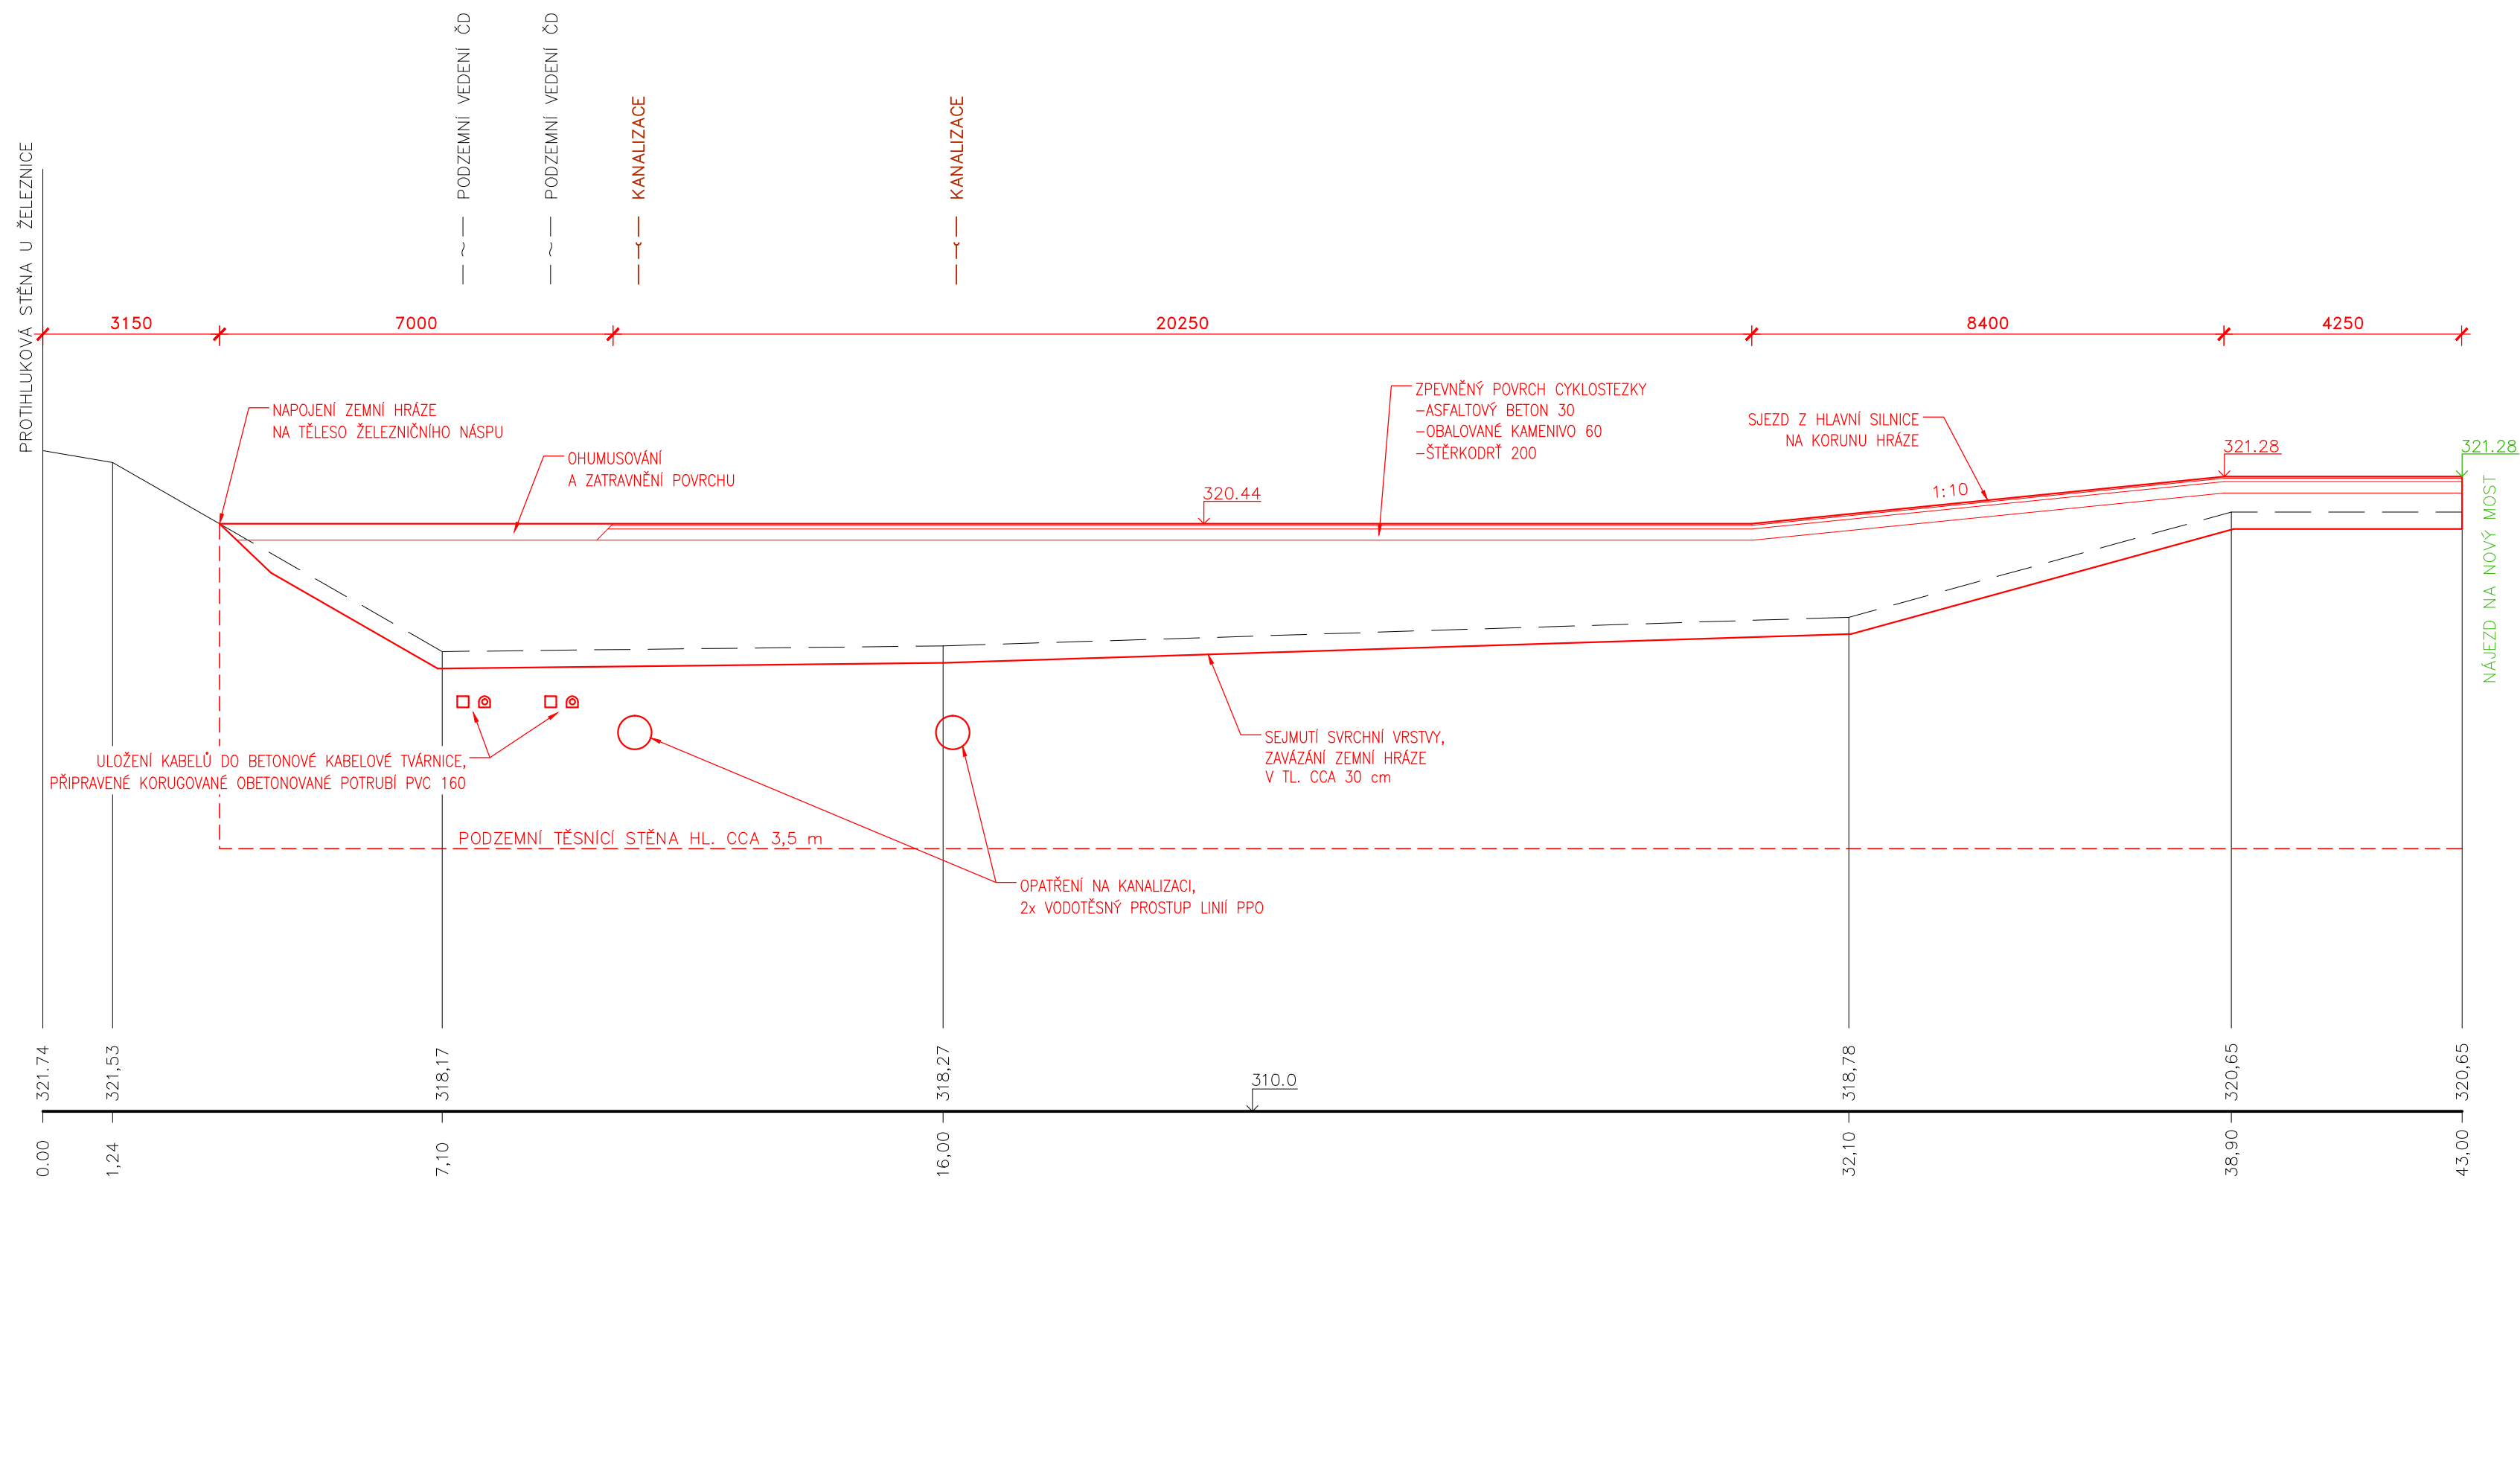 PODZEMNÍ VEDENÍ ČD
PODZEMNÍ VEDENÍ ČD
KANALIZACE
KANALIZACE
PROTIHLUKOVÁ STĚNA U ŽELEZNICE
3150
7000
20250
8400
4250
NAPOJENÍ ZEMNÍ HRÁZE
NA TĚLESO ŽELEZNIČNÍHO NÁSPU
OHUMUSOVÁNÍ
A ZATRAVNĚNÍ POVRCHU
ZPEVNĚNÝ POVRCH CYKLOSTEZKY
-ASFALTOVÝ BETON 30
-OBALOVANÉ KAMENIVO 60
-ŠTĚRKODRŤ 200
SJEZD Z HLAVNÍ SILNICE
NA KORUNU HRÁZE
321.28
321.28
320.44
1:10
NÁJEZD NA NOVÝ MOST
ULOŽENÍ KABELŮ DO BETONOVÉ KABELOVÉ TVÁRNICE,
PŘIPRAVENÉ KORUGOVANÉ OBETONOVANÉ POTRUBÍ PVC 160
SEJMUTÍ SVRCHNÍ VRSTVY,
ZAVÁZÁNÍ ZEMNÍ HRÁZE
V TL. CCA 30 cm
PODZEMNÍ TĚSNÍCÍ STĚNA HL. CCA 3,5 m
OPATŘENÍ NA KANALIZACI,
2x VODOTĚSNÝ PROSTUP LINIÍ PPO
321.74
321,53
318,17
318,27
310.0
318,78
320,65
320,65
0.00
1,24
7,10
16,00
32,10
38,90
43,00